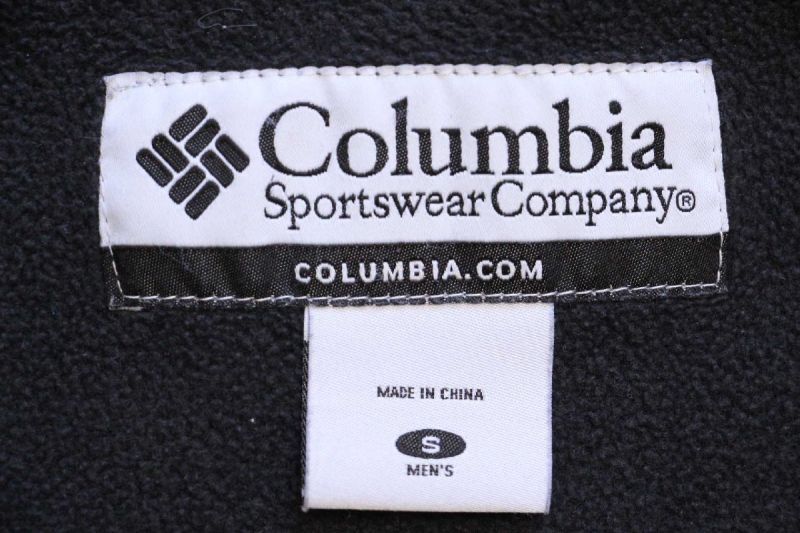 Columbia
Sportswear Company®
COLUMBIA.COM
MADE IN CHINA
S
MEN'S